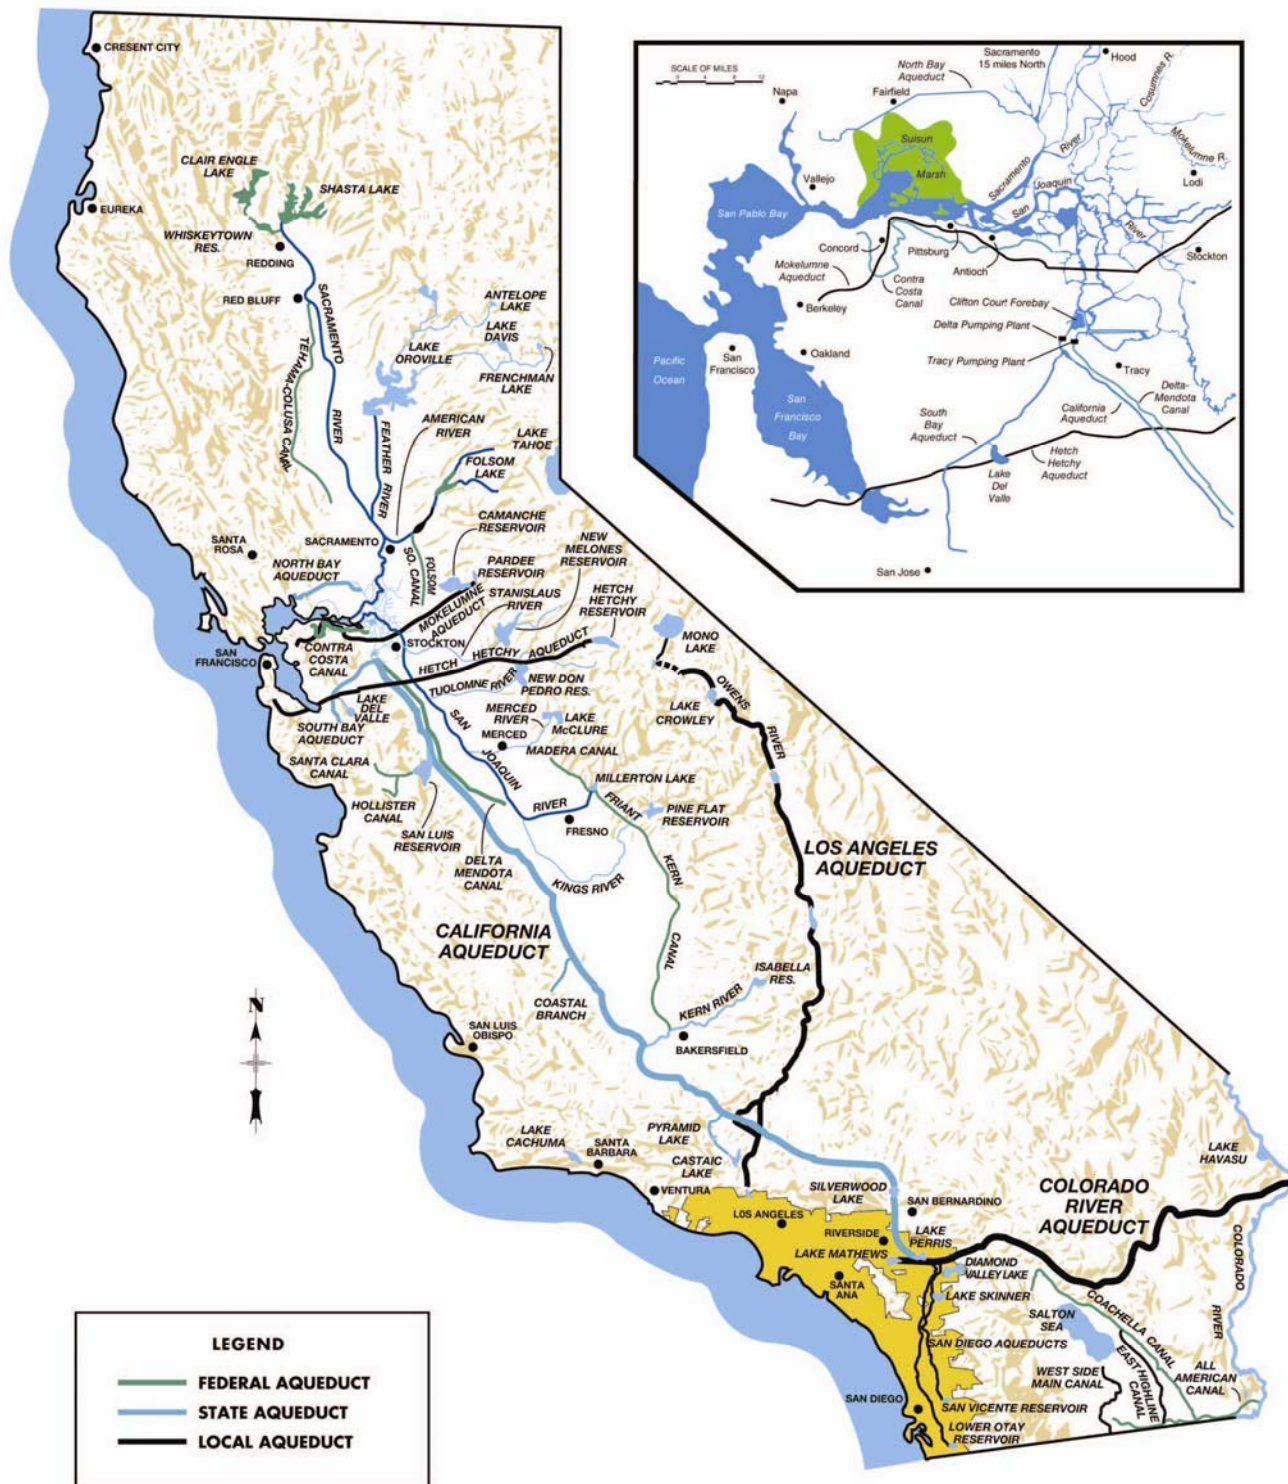 CRESENT CITY
CLAIR ENGLE
LAKE
SHASTA LAKE
EUREKA
WHISKEYTOWN
RES.
REDDING
RED BLUFF
SACRAMENTO
RIVER
TEHAMA-COLUSA CANAL
ANTELOPE
LAKE
LAKE
DAVIS
LAKE
OROVILLE
FRENCHMAN
LAKE
FEATHER RIVER
AMERICAN
RIVER
LAKE
TAHOE
FOLSOM
LAKE
SANTA
ROSA
SACRAMENTO
NORTH BAY
AQUEDUCT
FOLSOM
SO. CANAL
CAMANCHE
RESERVOIR
NEW
MELONES
RESERVOIR
PARDEE
RESERVOIR
STANISLAUS
RIVER
HETCH
HETCHY
RESERVOIR
MOKELUMNE
AQUEDUCT
STOCKTON
SAN
FRANCISCO
CONTRA
COSTA
CANAL
HETCH HETCHY AQUEDUCT
TUOLOMNE RIVER
NEW DON
PEDRO RES.
MONO
LAKE
OWENS
RIVER
LAKE
CROWLEY
LAKE
DEL
VALLE
SOUTH BAY
AQUEDUCT
MERCED
RIVER
MERCED
LAKE
McCLURE
MADERA CANAL
SANTA CLARA
CANAL
HOLLISTER
CANAL
SAN LUIS
RESERVOIR
SAN JOAQUIN RIVER
MILLERTON LAKE
FRESNO
PINE FLAT
RESERVOIR
DELTA
MENDOTA
CANAL
KINGS RIVER
FRIANT KERN CANAL
LOS ANGELES
AQUEDUCT
CALIFORNIA
AQUEDUCT
COASTAL
BRANCH
ISABELLA
RES.
KERN RIVER
BAKERSFIELD
SAN LUIS
OBISPO
N
LAKE
CACHUMA
SANTA
BARBARA
PYRAMID
LAKE
CASTAIC
LAKE
VENTURA
LOS ANGELES
SILVERWOOD
LAKE
SAN BERNARDINO
RIVERSIDE
LAKE
PERRIS
LAKE MATHEWS
SANTA
ANA
COLORADO
RIVER
AQUEDUCT
LAKE
HAVASU
COLORADO
RIVER
DIAMOND
VALLEY LAKE
LAKE SKINNER
SALTON
SEA
COACHELLA CANAL
SAN DIEGO AQUEDUCTS
WEST SIDE
MAIN CANAL
EAST HIGHLINE
CANAL
ALL
AMERICAN
CANAL
SAN DIEGO
SAN VICENTE RESERVOIR
LOWER OTAY
RESERVOIR
LEGEND
FEDERAL AQUEDUCT
STATE AQUEDUCT
LOCAL AQUEDUCT
SCALE OF MILES
0 4 8 12
North Bay
Aqueduct
Sacramento
15 miles North
Hood
Cosumnes R.
Napa
Fairfield
Suisun
Marsh
Sacramento River
Mokelumne R.
Lodi
Vallejo
San Joaquin River
San Pablo Bay
Concord
Pittsburg
Antioch
Stockton
Mokelumne
Aqueduct
Contra
Costa
Canal
Berkeley
Clifton Court Forebay
Delta Pumping Plant
Tracy Pumping Plant
Oakland
San
Francisco
Pacific
Ocean
Tracy
San
Francisco
Bay
South
Bay
Aqueduct
California
Aqueduct
Delta-
Mendota
Canal
Lake
Del
Valle
Hetch
Hetchy
Aqueduct
San Jose